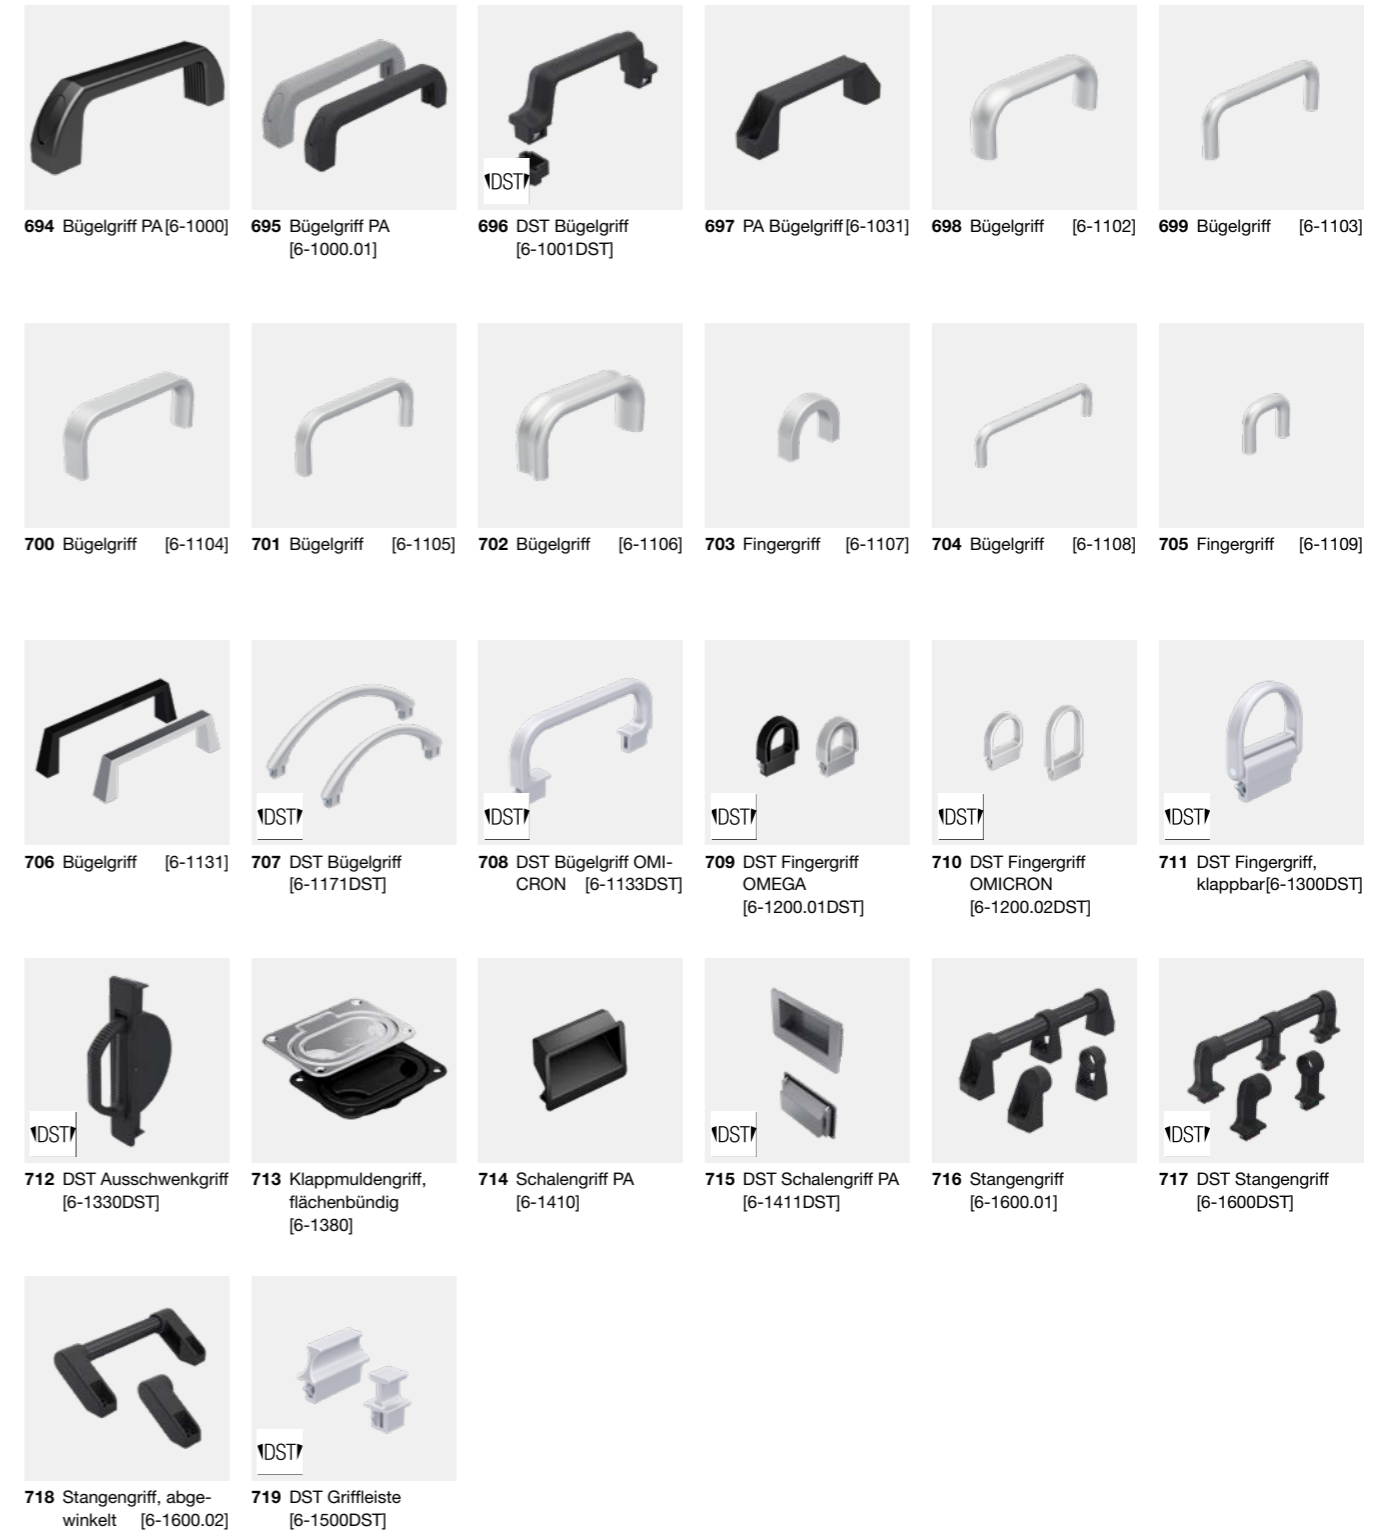 DST
694 Bügelgriff PA [6-1000]
695 Bügelgriff PA
[6-1000.01]
696 DST Bügelgriff
[6-1001DST]
697 PA Bügelgriff [6-1031]
698 Bügelgriff [6-1102]
699 Bügelgriff [6-1103]
700 Bügelgriff [6-1104]
701 Bügelgriff [6-1105]
702 Bügelgriff [6-1106]
703 Fingergriff [6-1107]
704 Bügelgriff [6-1108]
705 Fingergriff [6-1109]
DST
DST
DST
DST
DST
706 Bügelgriff [6-1131]
707 DST Bügelgriff
[6-1171DST]
708 DST Bügelgriff OMI-
CRON [6-1133DST]
709 DST Fingergriff
OMEGA
[6-1200.01DST]
710 DST Fingergriff
OMICRON
[6-1200.02DST]
711 DST Fingergriff,
klappbar[6-1300DST]
DST
DST
DST
712 DST Ausschwenkgriff
[6-1330DST]
713 Klappmuldengriff,
flächenbündig
[6-1380]
714 Schalengriff PA
[6-1410]
715 DST Schalengriff PA
[6-1411DST]
716 Stangengriff
[6-1600.01]
717 DST Stangengriff
[6-1600DST]
DST
718 Stangengriff, abge-
winkelt [6-1600.02]
719 DST Griffleiste
[6-1500DST]